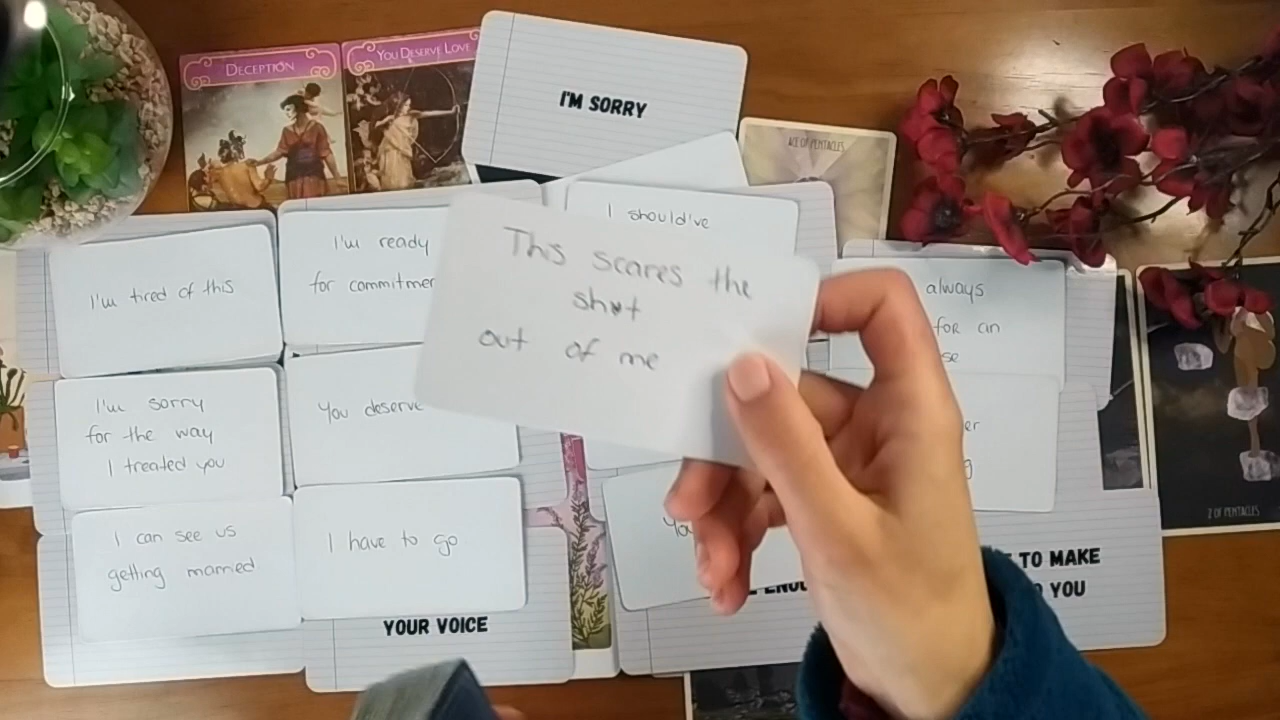 DECEPTION
YOU DESERVE LOVE
I'M SORRY
ACE OF PENTACLES
I should've
This scares the
sh*t
out of me
I'm tired of this
I'm ready
for
always
for an
I'm sorry
for the way
I treated you
You deserve
I can see us
getting married
I have to go
YOUR VOICE
TO MAKE
YOU
2 OF PENTACLES